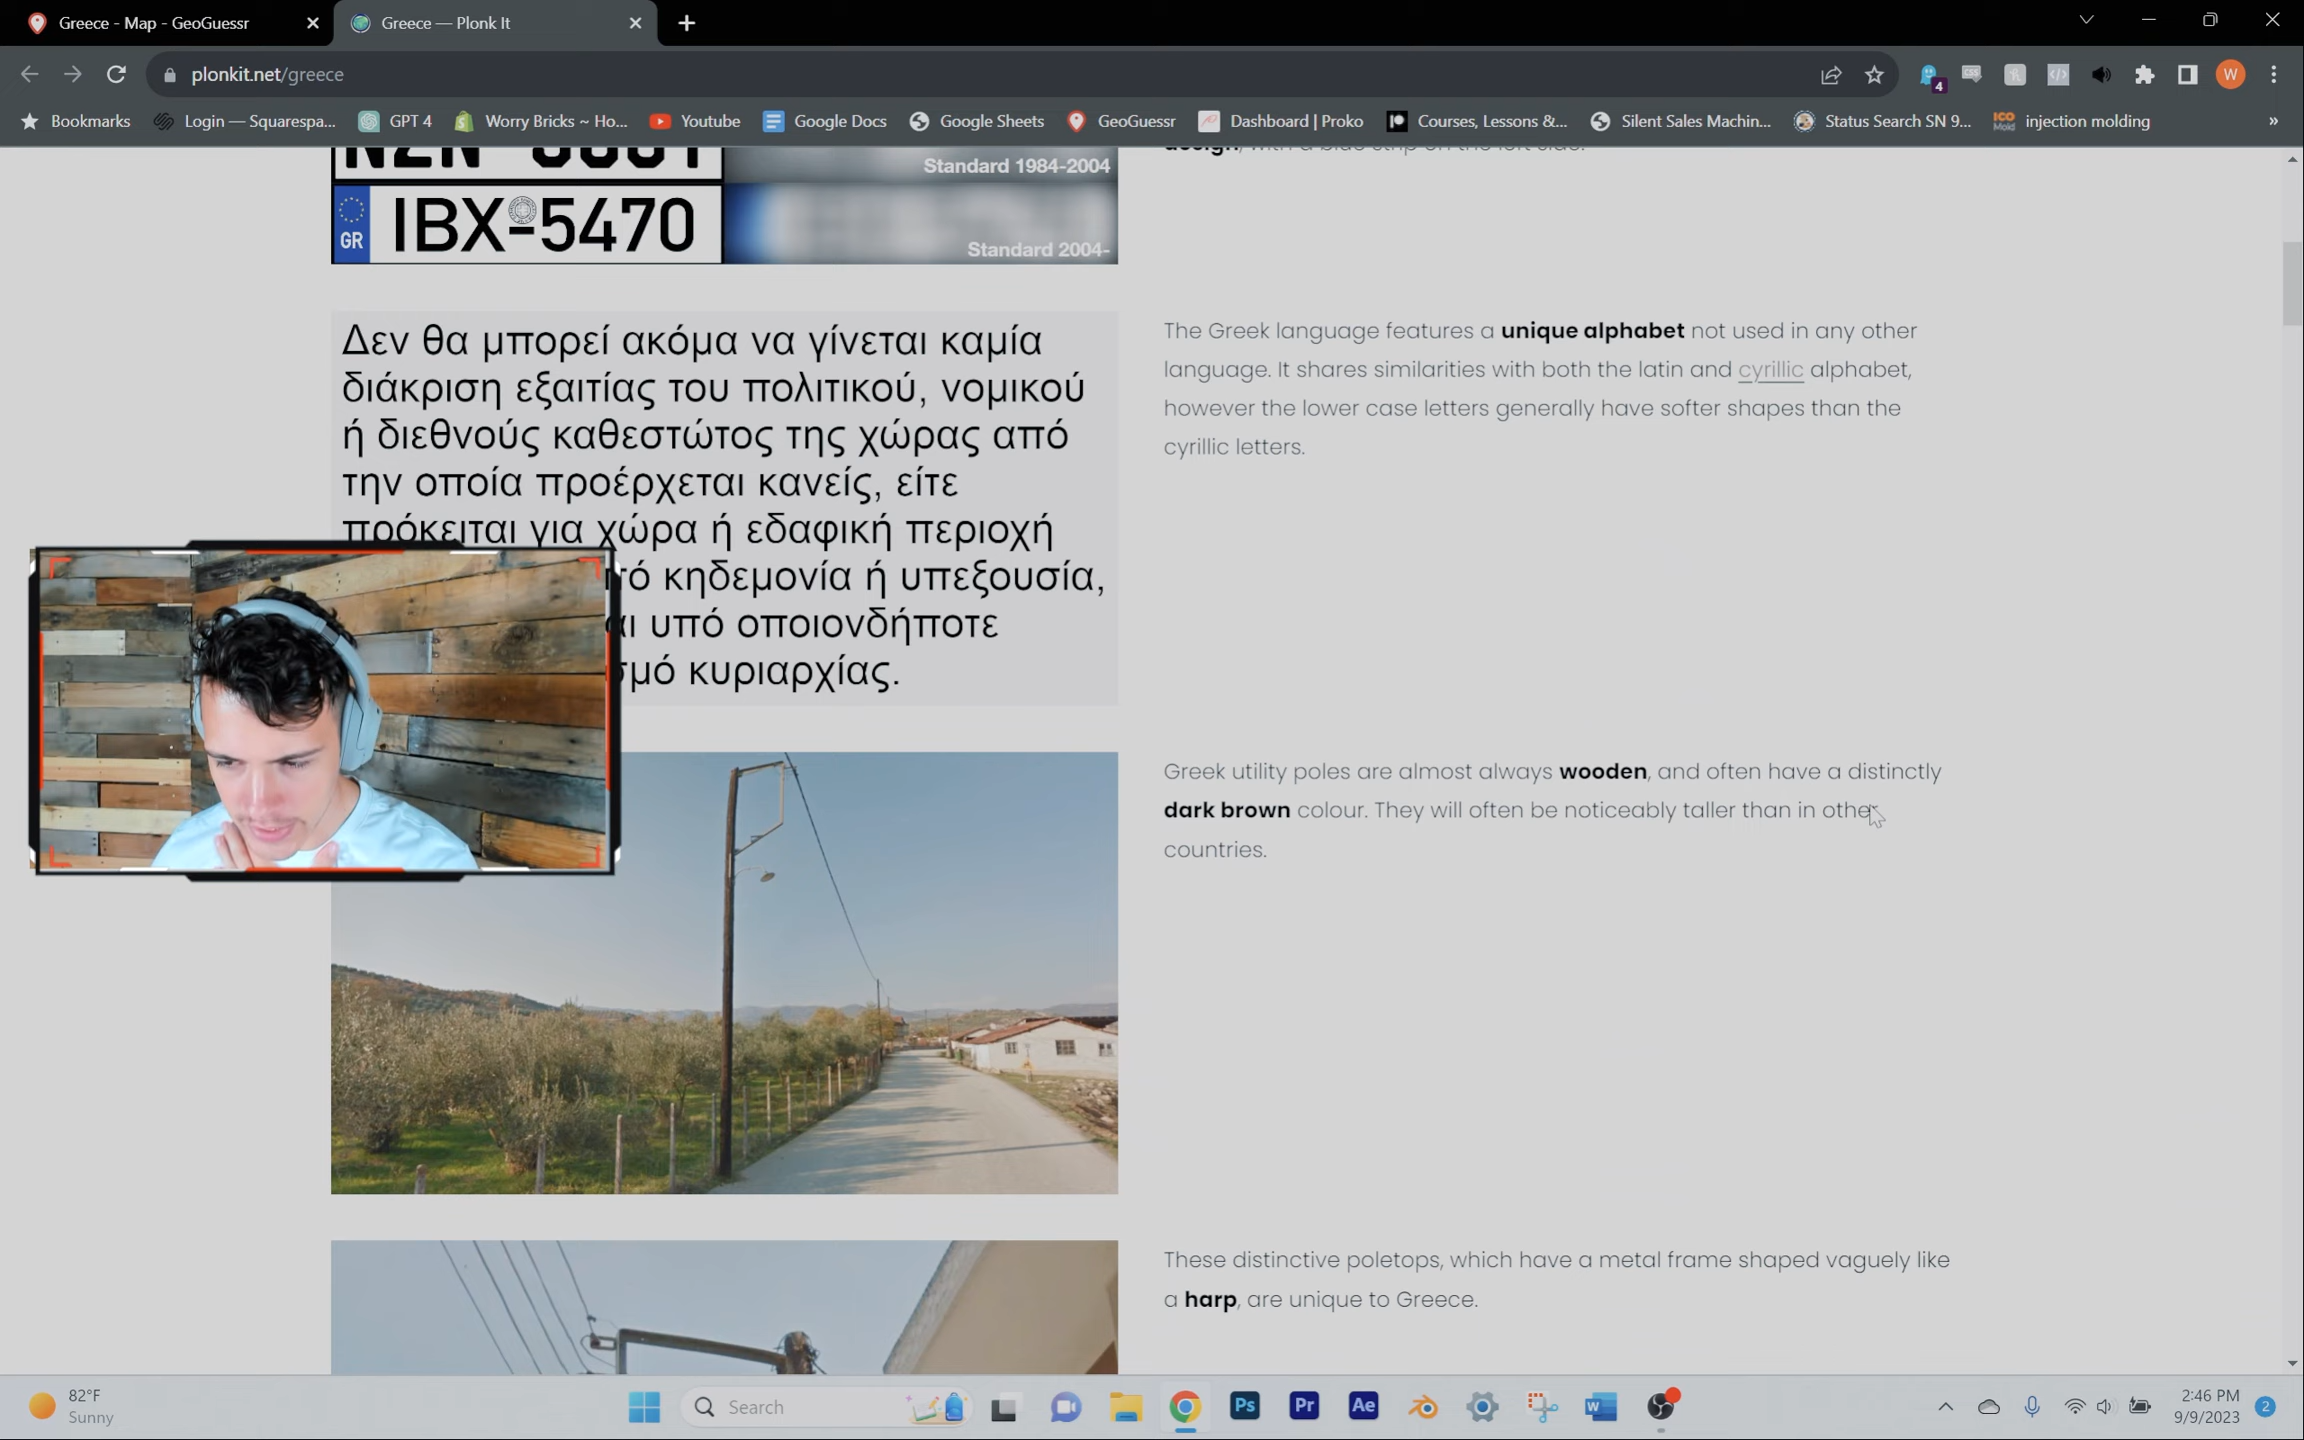 Greece - Map - GeoGuessr
Greece — Plonk It
plonkit.net/greece
4
W
Bookmarks
Login — Squarespa...
GPT 4
Worry Bricks ~ Ho...
Youtube
Google Docs
Google Sheets
GeoGuessr
Dashboard | Proko
Courses, Lessons &...
Silent Sales Machin...
Status Search SN 9...
injection molding
»
Standard 1984-2004
GR IBX-5470
Standard 2004-
Δεν θα μπορεί ακόμα να γίνεται καμία
διάκριση εξαιτίας του πολιτικού, νομικού
ή διεθνούς καθεστώτος της χώρας από
την οποία προέρχεται κανείς, είτε
πρόκειται για χώρα ή εδαφική περιοχή
κηδεμονία ή υπεξουσία,
υπό οποιονδήποτε
κυριαρχίας.
The Greek language features a unique alphabet not used in any other
language. It shares similarities with both the latin and cyrillic alphabet,
however the lower case letters generally have softer shapes than the
cyrillic letters.
Greek utility poles are almost always wooden, and often have a distinctly
dark brown colour. They will often be noticeably taller than in other
countries.
These distinctive poletops, which have a metal frame shaped vaguely like
a harp, are unique to Greece.
82°F
Sunny
Search
Ps
Pr
Ae
W
2:46 PM
9/9/2023
2